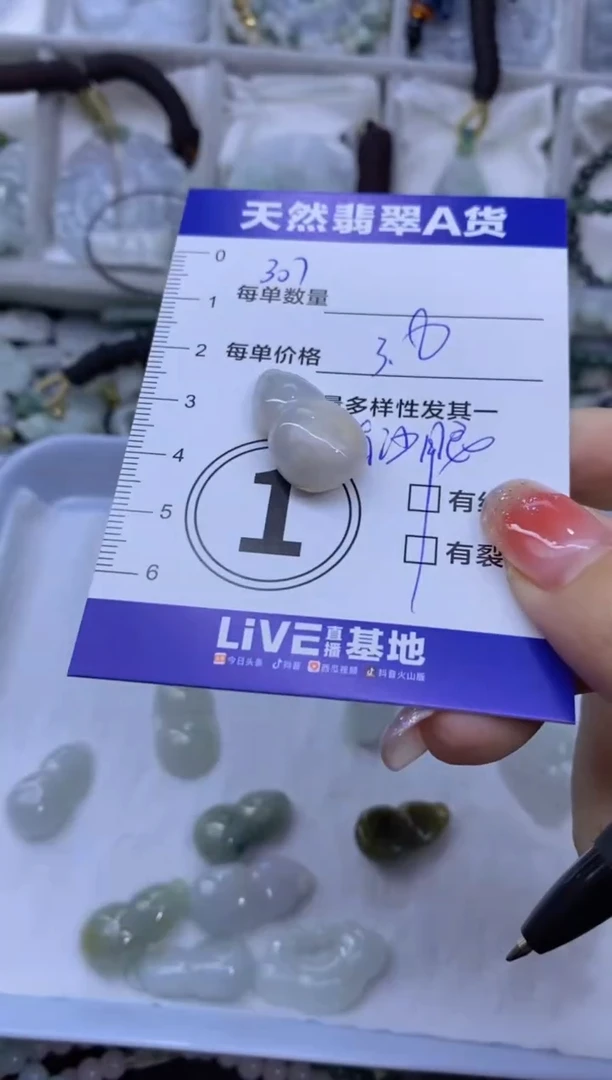 天然翡翠A货
0
307
1 每单数量
2 每单价格 3.
3 多样性发其一
4
1 有
5 有裂
6
LiVE直播基地
今日头条 抖音 西瓜视频 抖音火山版